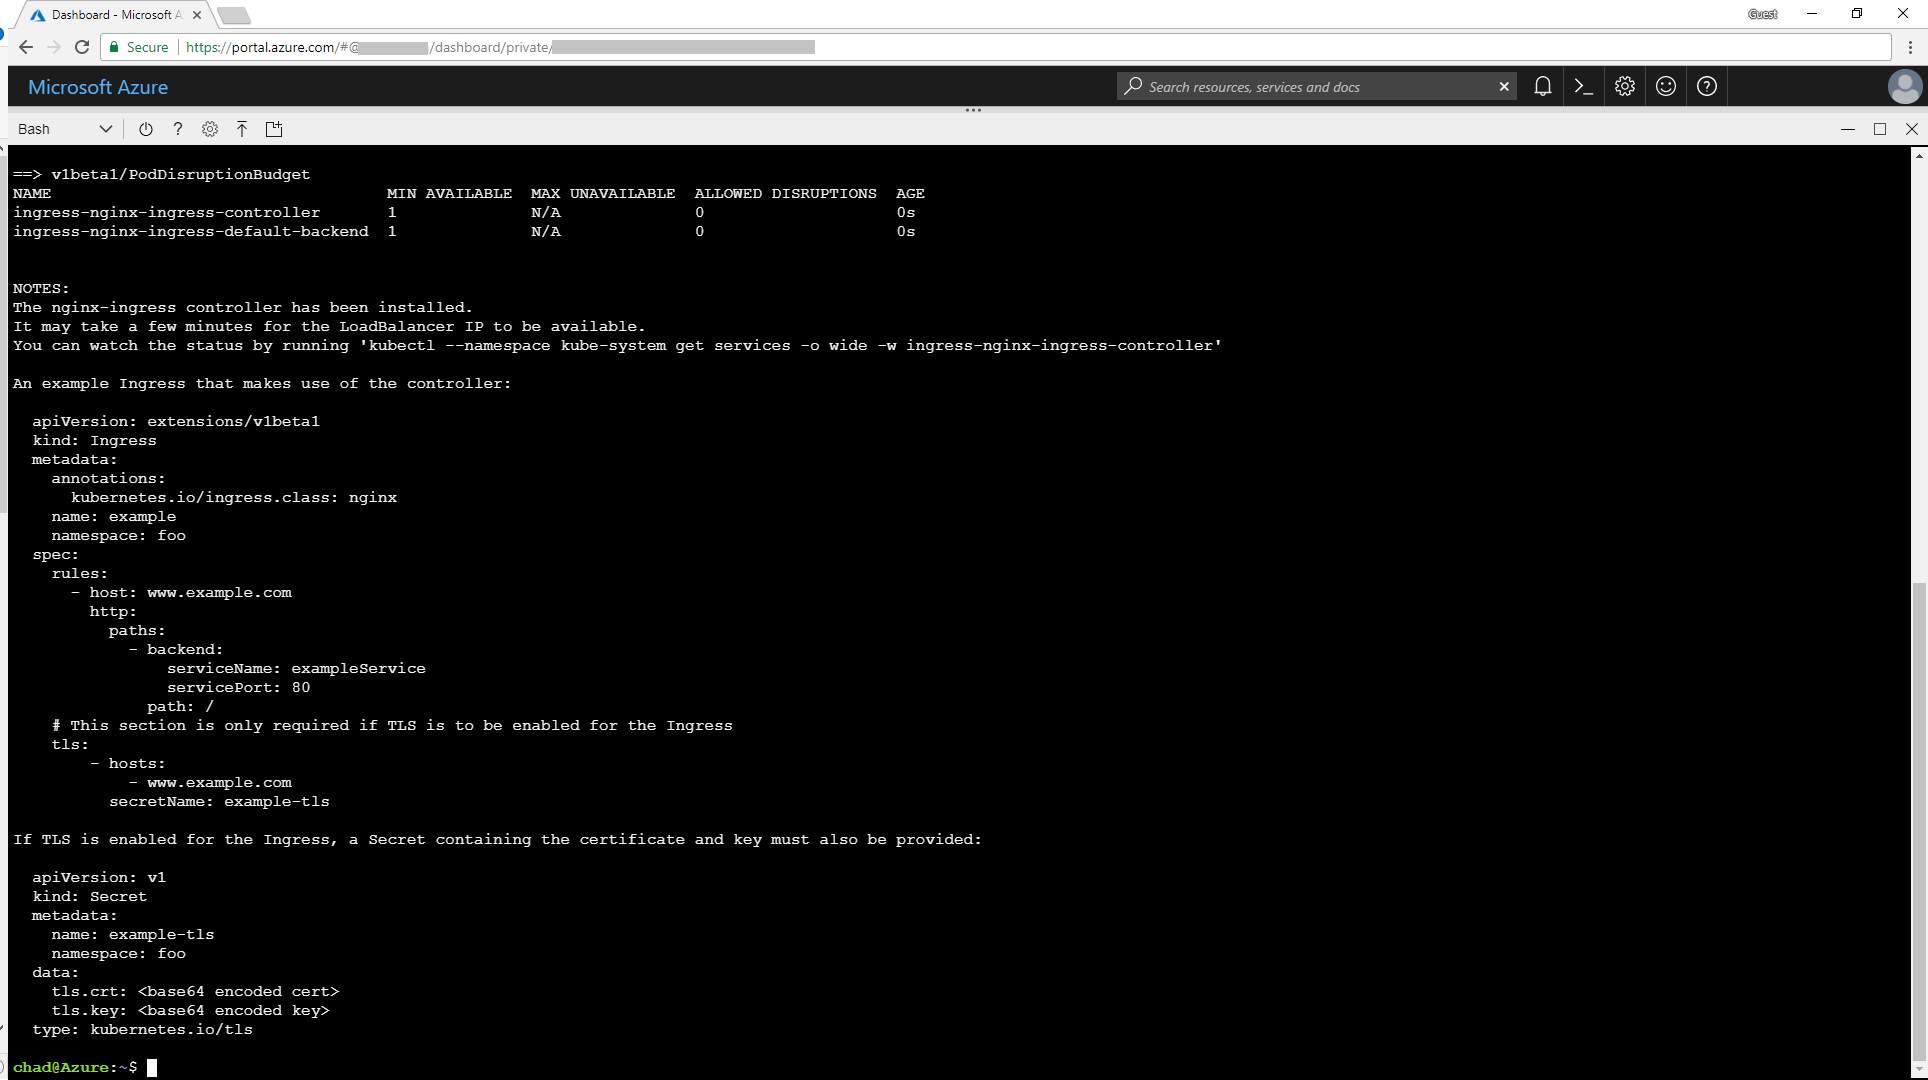 Dashboard - Microsoft A
Guest
Secure
https://portal.azure.com/#@ /dashboard/private/
Microsoft Azure
Search resources, services and docs
Bash
==> v1beta1/PodDisruptionBudget
NAME MIN AVAILABLE MAX UNAVAILABLE ALLOWED DISRUPTIONS AGE
ingress-nginx-ingress-controller 1 N/A 0 0s
ingress-nginx-ingress-default-backend 1 N/A 0 0s
NOTES:
The nginx-ingress controller has been installed.
It may take a few minutes for the LoadBalancer IP to be available.
You can watch the status by running 'kubectl --namespace kube-system get services -o wide -w ingress-nginx-ingress-controller'
An example Ingress that makes use of the controller:
apiVersion: extensions/v1beta1
kind: Ingress
metadata:
annotations:
kubernetes.io/ingress.class: nginx
name: example
namespace: foo
spec:
rules:
- host: www.example.com
http:
paths:
- backend:
serviceName: exampleService
servicePort: 80
path: /
# This section is only required if TLS is to be enabled for the Ingress
tls:
- hosts:
- www.example.com
secretName: example-tls
If TLS is enabled for the Ingress, a Secret containing the certificate and key must also be provided:
apiVersion: v1
kind: Secret
metadata:
name: example-tls
namespace: foo
data:
tls.crt: <base64 encoded cert>
tls.key: <base64 encoded key>
type: kubernetes.io/tls
chad@Azure:~$